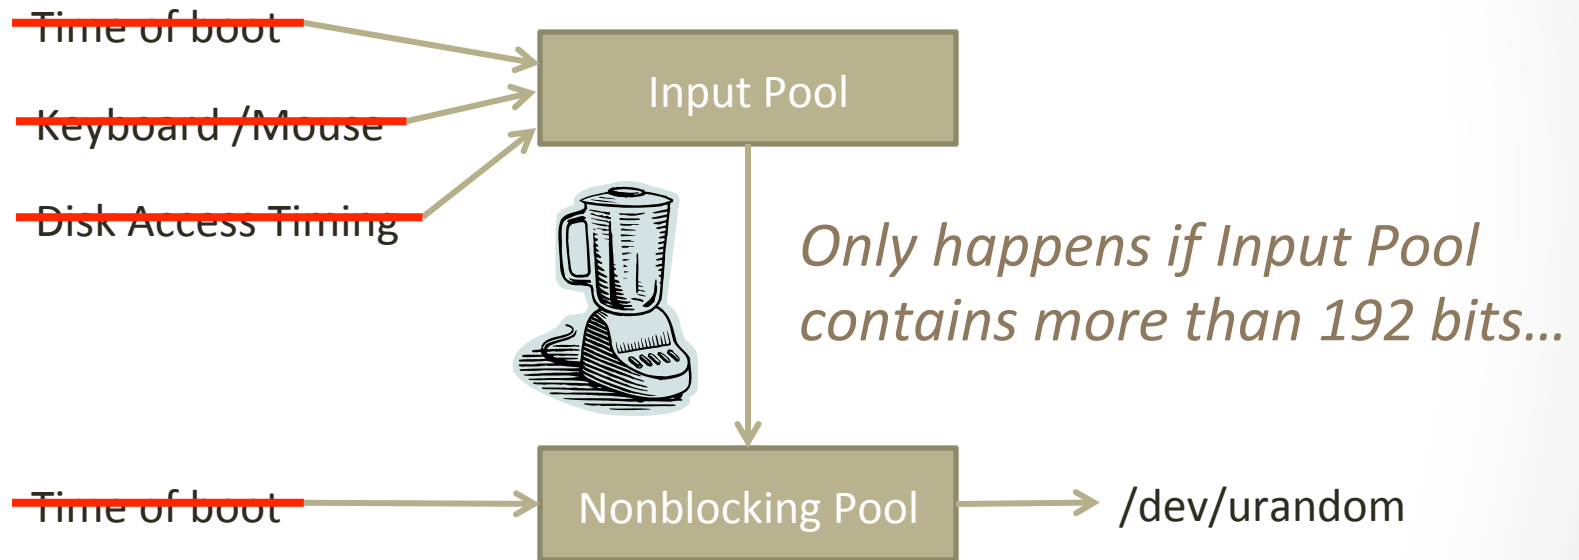 Time of boot
Input Pool
Keyboard /Mouse
Disk Access Timing
Only happens if Input Pool
contains more than 192 bits…
Time of boot
Nonblocking Pool
/dev/urandom